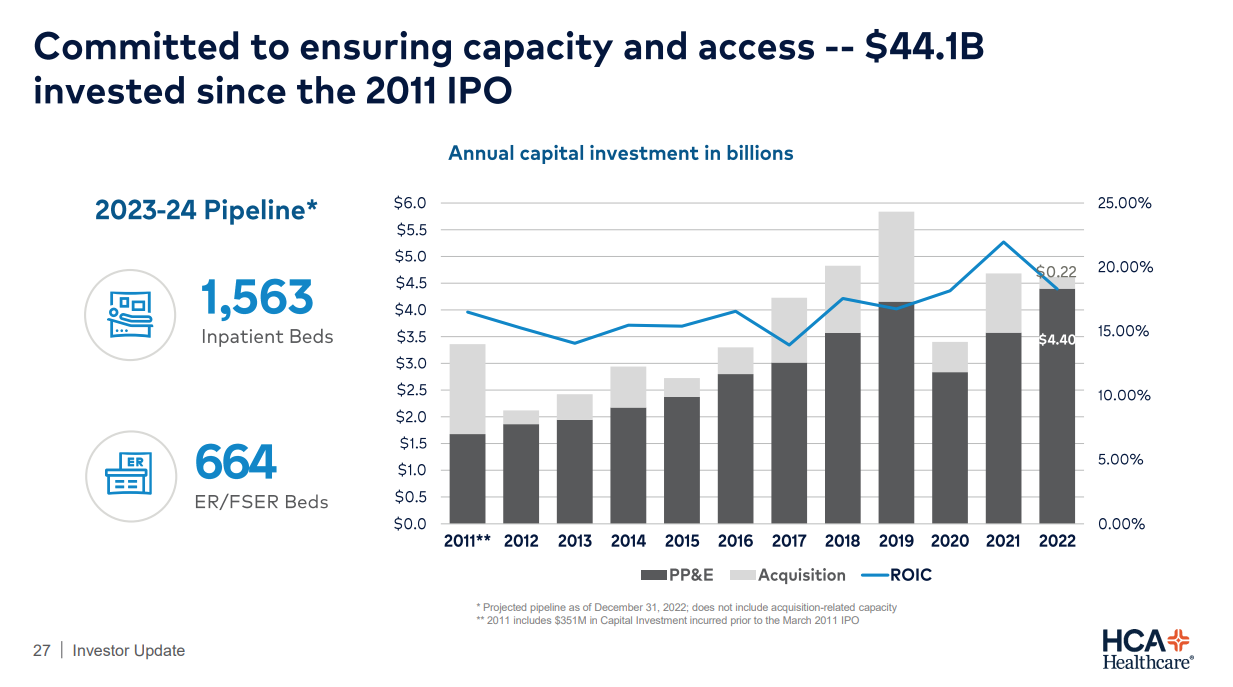 Committed to ensuring capacity and access -- $44.1B
invested since the 2011 IPO
Annual capital investment in billions
2023-24 Pipeline*
1,563
Inpatient Beds
ER
664
ER/FSER Beds
$6.0
$5.5
$5.0
$4.5
$4.0
$3.5
$3.0
$2.5
$2.0
$1.5
$1.0
$0.5
$0.0
$0.22
$4.40
25.00%
20.00%
15.00%
10.00%
5.00%
0.00%
2011** 2012 2013 2014 2015 2016 2017 2018 2019 2020 2021 2022
PP&E Acquisition ROIC
* Projected pipeline as of December 31, 2022; does not include acquisition-related capacity
** 2011 includes $351M in Capital Investment incurred prior to the March 2011 IPO
27 | Investor Update
HCA
Healthcare®